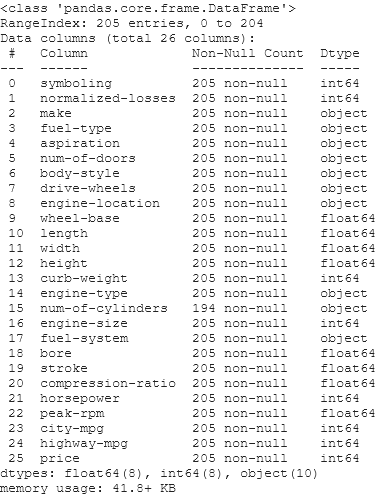 <class 'pandas.core.frame.DataFrame'>
RangeIndex: 205 entries, 0 to 204
Data columns (total 26 columns):
 #   Column             Non-Null Count  Dtype
---  ------             --------------  -----
 0   symboling          205 non-null    int64
 1   normalized-losses  205 non-null    int64
 2   make               205 non-null    object
 3   fuel-type          205 non-null    object
 4   aspiration         205 non-null    object
 5   num-of-doors       205 non-null    object
 6   body-style         205 non-null    object
 7   drive-wheels       205 non-null    object
 8   engine-location    205 non-null    object
 9   wheel-base         205 non-null    float64
 10  length             205 non-null    float64
 11  width              205 non-null    float64
 12  height             205 non-null    float64
 13  curb-weight        205 non-null    int64
 14  engine-type        205 non-null    object
 15  num-of-cylinders   194 non-null    object
 16  engine-size        205 non-null    int64
 17  fuel-system        205 non-null    object
 18  bore               205 non-null    float64
 19  stroke             205 non-null    float64
 20  compression-ratio  205 non-null    float64
 21  horsepower         205 non-null    int64
 22  peak-rpm           205 non-null    float64
 23  city-mpg           205 non-null    int64
 24  highway-mpg        205 non-null    int64
 25  price              205 non-null    int64
dtypes: float64(8), int64(8), object(10)
memory usage: 41.8+ KB